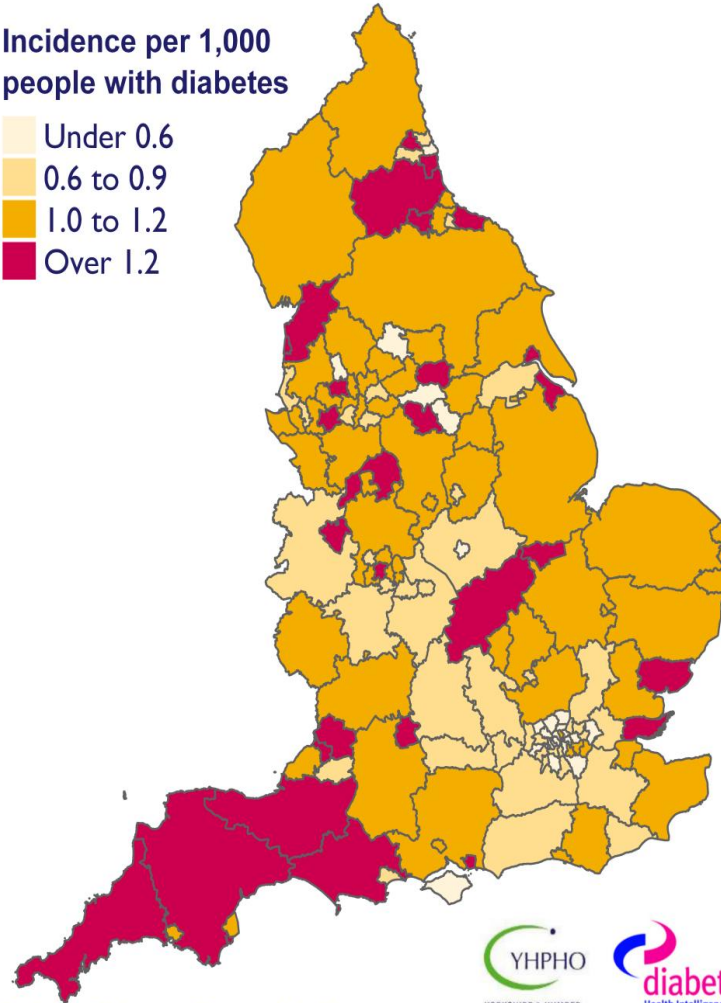 Incidence per 1,000
people with diabetes
Under 0.6
0.6 to 0.9
1.0 to 1.2
Over 1.2
YHPHO
diabet